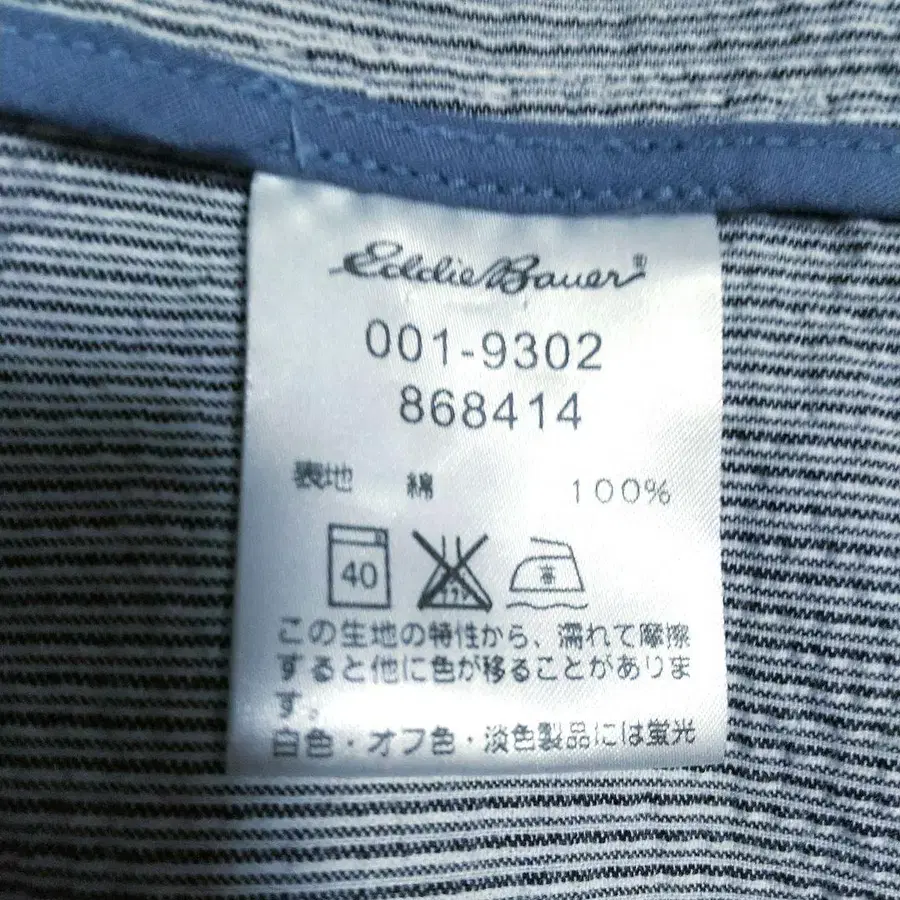 Eddie Bauer®
001-9302
868414
表地 綿 100%
40 高
この生地の特性から、濡れて摩擦
すると他に色が移ることがありま
す。
白色・オフ色・淡色製品には蛍光